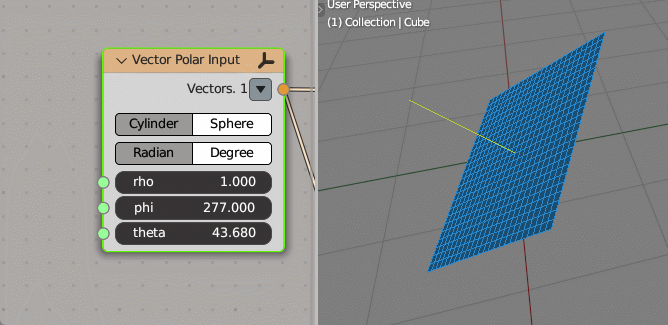 Vector Polar Input
Vectors. 1
Cylinder Sphere
Radian Degree
rho 1.000
phi 277.000
theta 43.680
User Perspective
(1) Collection | Cube